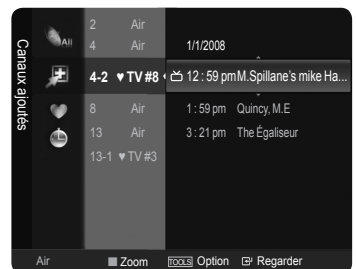 Canaux ajoutés
All
2 Air
4 Air 1/1/2008
4-2 ♥ TV #8 12 : 59 pm M.Spillane's mike Ha...
8 Air 1 : 59 pm Quincy, M.E
13 Air 3 : 21 pm The Égaliseur
13-1 ♥ TV #3
Air Zoom TOOLS Option Regarder